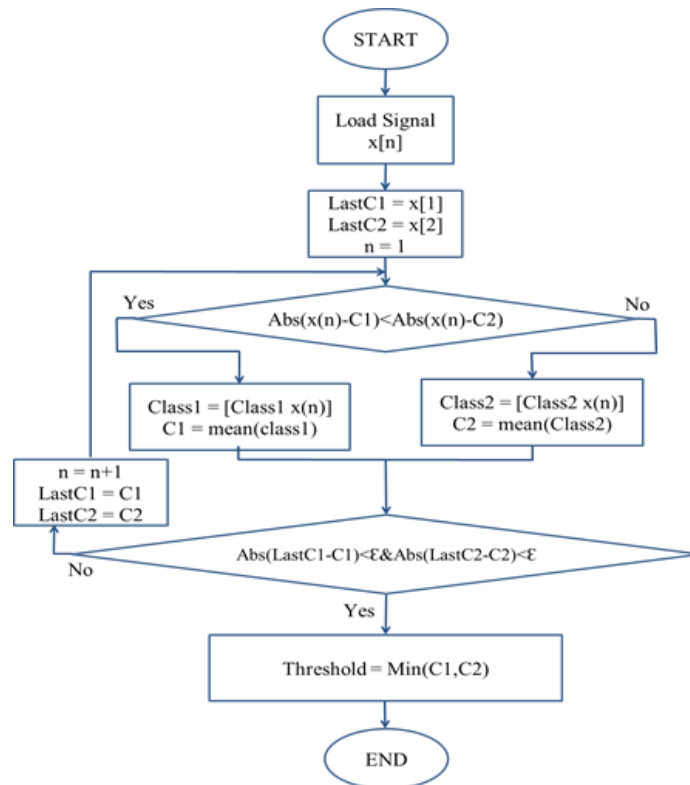 START
Load Signal
x[n]
LastC1 = x[1]
LastC2 = x[2]
n = 1
Yes
No
Abs(x(n)-C1)<Abs(x(n)-C2)
Class1 = [Class1 x(n)]
C1 = mean(class1)
Class2 = [Class2 x(n)]
C2 = mean(Class2)
n = n+1
LastC1 = C1
LastC2 = C2
Abs(LastC1-C1)<Ɛ&Abs(LastC2-C2)<Ɛ
No
Yes
Threshold = Min(C1,C2)
END